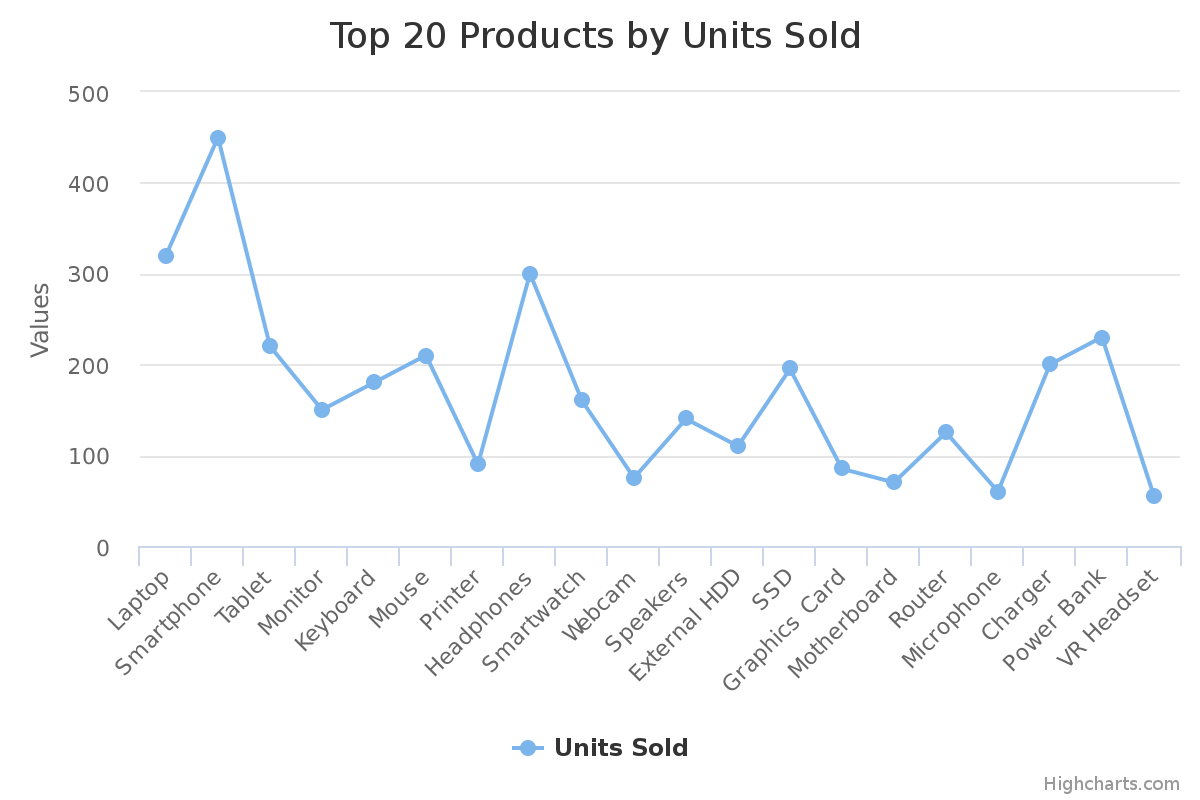 Top 20 Products by Units Sold
Values
500
400
300
200
100
0
Laptop
Smartphone
Tablet
Monitor
Keyboard
Mouse
Printer
Headphones
Smartwatch
Webcam
Speakers
External HDD
SSD
Graphics Card
Motherboard
Router
Microphone
Charger
Power Bank
VR Headset
Units Sold
Highcharts.com